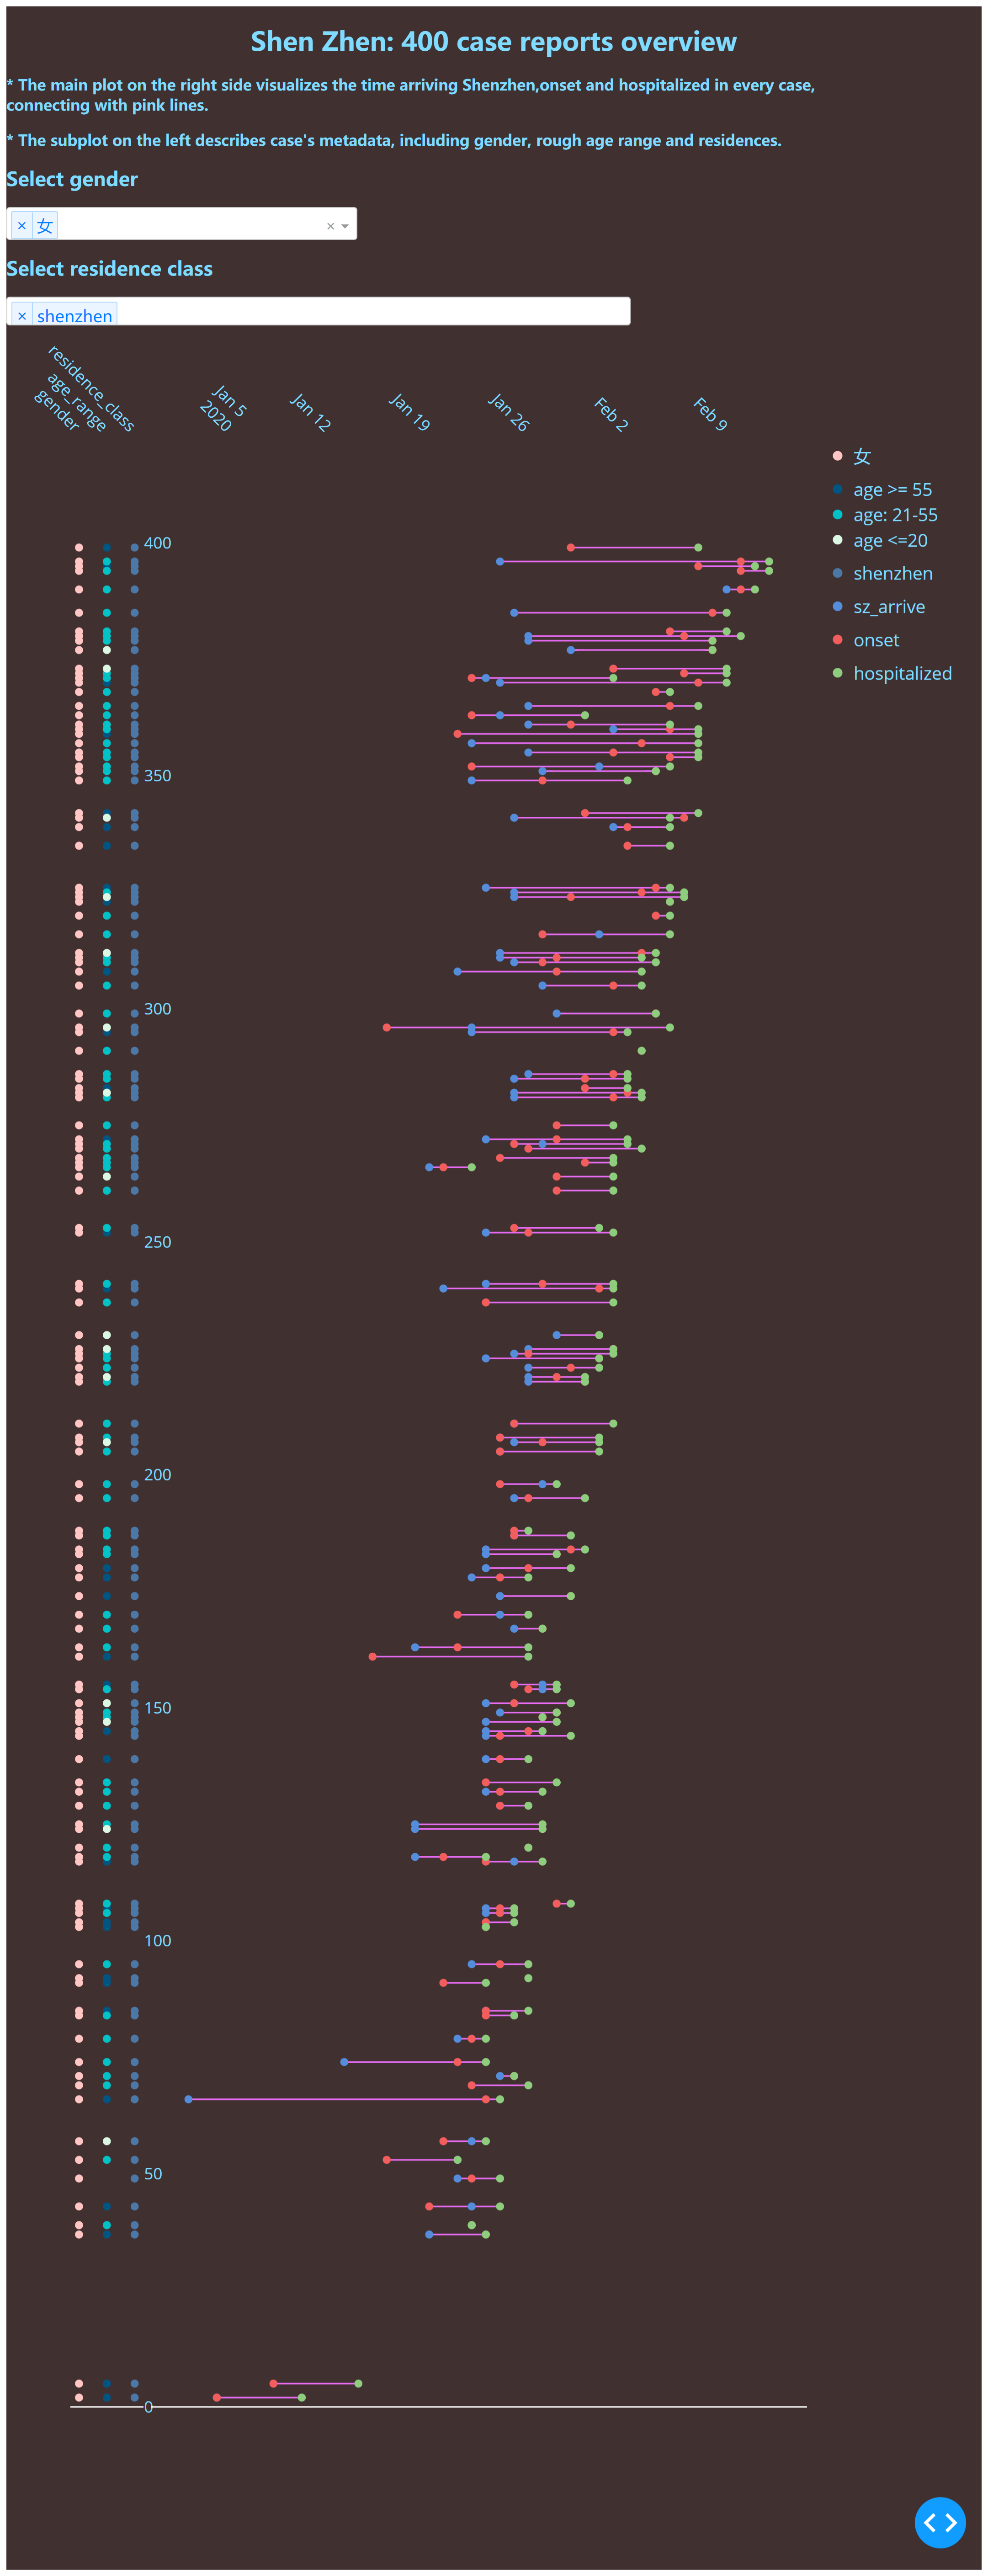 Shen Zhen: 400 case reports overview
* The main plot on the right side visualizes the time arriving Shenzhen,onset and hospitalized in every case,
connecting with pink lines.
* The subplot on the left describes case's metadata, including gender, rough age range and residences.
Select gender
× 女 ×
Select residence class
× shenzhen
gender
age_range
residence_class
Jan 5
2020
Jan 12
Jan 19
Jan 26
Feb 2
Feb 9
女
age >= 55
age: 21-55
age <=20
shenzhen
sz_arrive
onset
hospitalized
400
350
300
250
200
150
100
50
0